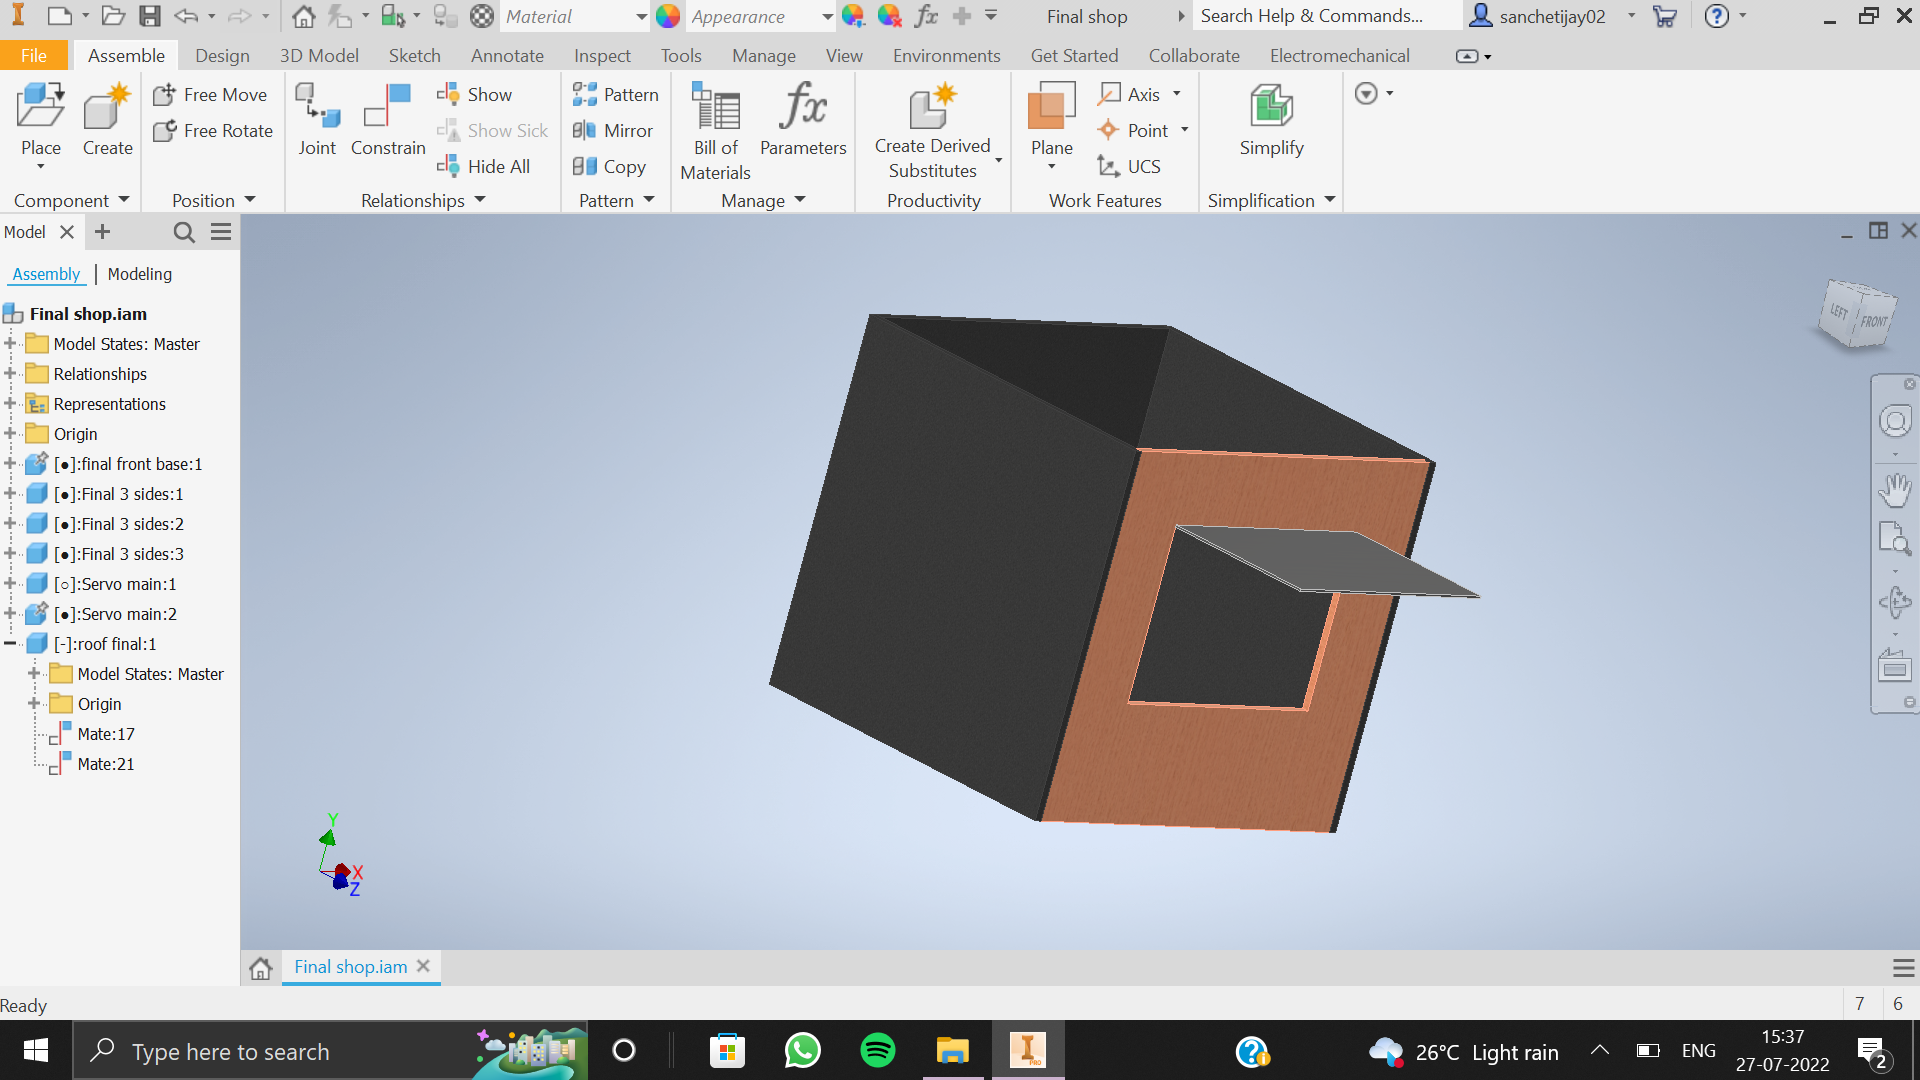 Material
Appearance
fx
Final shop
Search Help & Commands...
sanchetijay02
File
Assemble
Design
3D Model
Sketch
Annotate
Inspect
Tools
Manage
View
Environments
Get Started
Collaborate
Electromechanical
Place
Create
Component
Free Move
Free Rotate
Position
Joint
Constrain
Show
Show Sick
Hide All
Relationships
Pattern
Mirror
Copy
Pattern
Bill of
Materials
fx
Parameters
Manage
Create Derived
Substitutes
Productivity
Plane
Axis
Point
UCS
Work Features
Simplify
Simplification
Model
Assembly | Modeling
Final shop.iam
Model States: Master
Relationships
Representations
Origin
[●]:final front base:1
[●]:Final 3 sides:1
[●]:Final 3 sides:2
[●]:Final 3 sides:3
[○]:Servo main:1
[●]:Servo main:2
[-]:roof final:1
Model States: Master
Origin
Mate:17
Mate:21
LEFT
FRONT
Y
X
Z
Final shop.iam
Ready
7 6
Type here to search
I
PRO
26°C Light rain
ENG
15:37
27-07-2022
2